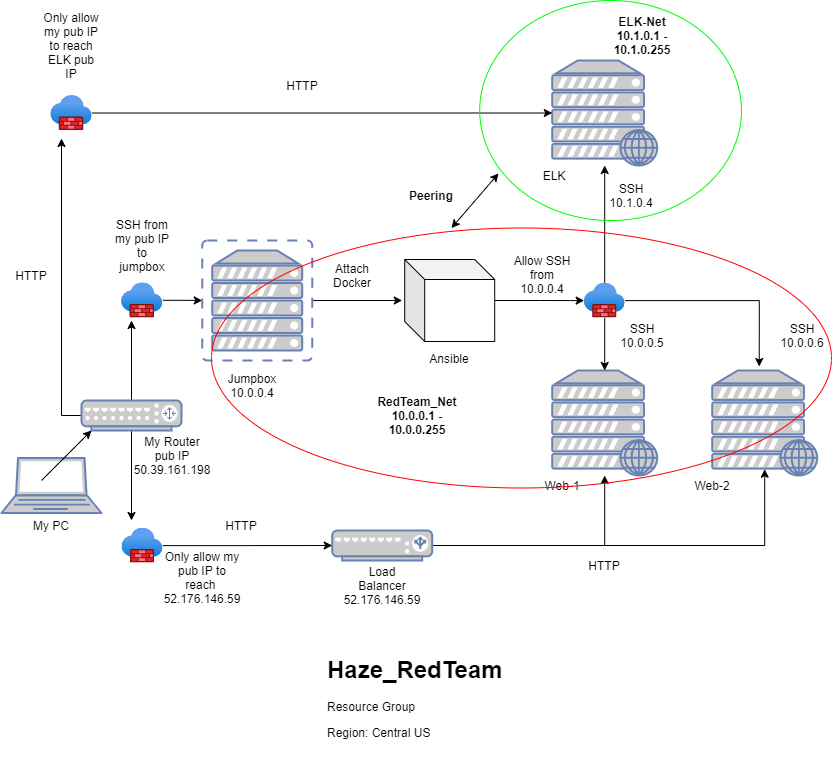 Only allow
my pub IP
to reach
ELK pub
IP
ELK-Net
10.1.0.1 -
10.1.0.255
HTTP
ELK
SSH
10.1.0.4
Peering
SSH from
my pub IP
to
jumpbox
HTTP
Attach
Docker
Allow SSH
from
10.0.0.4
SSH
10.0.0.5
SSH
10.0.0.6
Ansible
Jumpbox
10.0.0.4
RedTeam_Net
10.0.0.1 -
10.0.0.255
My Router
pub IP
50.39.161.198
Web-1
Web-2
My PC
HTTP
Only allow my
pub IP to
reach
52.176.146.59
Load
Balancer
52.176.146.59
HTTP
Haze_RedTeam
Resource Group
Region: Central US